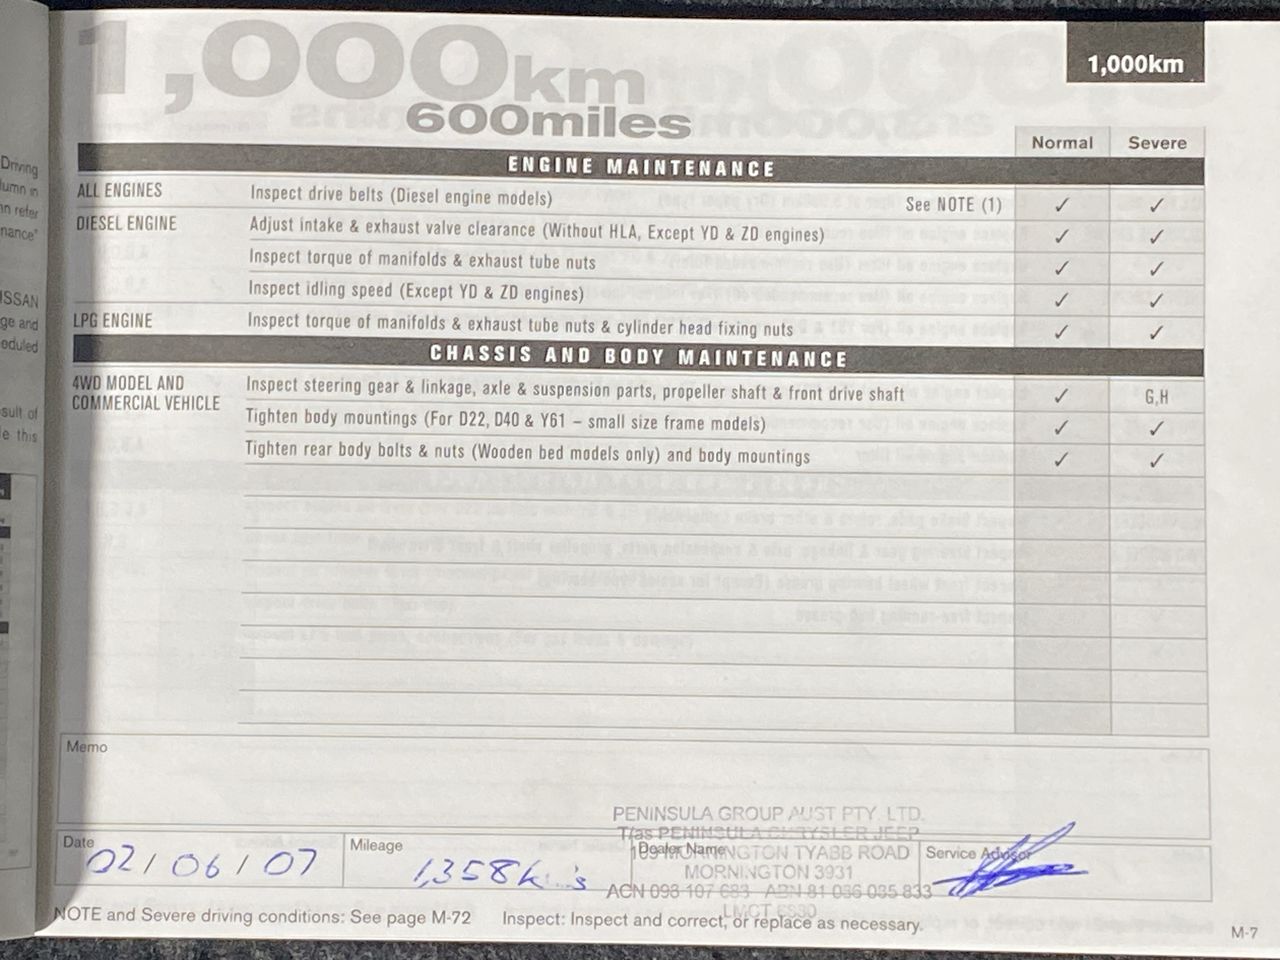 1,000km
600miles
1,000km
Normal Severe
ENGINE MAINTENANCE
ALL ENGINES Inspect drive belts (Diesel engine models) See NOTE (1) ✓ ✓
DIESEL ENGINE Adjust intake & exhaust valve clearance (Without HLA, Except YD & ZD engines) ✓ ✓
Inspect torque of manifolds & exhaust tube nuts ✓ ✓
Inspect idling speed (Except YD & ZD engines) ✓ ✓
LPG ENGINE Inspect torque of manifolds & exhaust tube nuts & cylinder head fixing nuts ✓ ✓
CHASSIS AND BODY MAINTENANCE
4WD MODEL AND
COMMERCIAL VEHICLE
Inspect steering gear & linkage, axle & suspension parts, propeller shaft & front drive shaft ✓ G,H
Tighten body mountings (For D22, D40 & Y61 – small size frame models) ✓ ✓
Tighten rear body bolts & nuts (Wooden bed models only) and body mountings ✓ ✓
Memo
Date 02/06/07
Mileage 1,358k
Dealer Name
Service Advisor
PENINSULA GROUP AUST PTY. LTD.
T/as PENINSULA CHRYSLER JEEP
MORNINGTON TYABB ROAD
MORNINGTON 3931
ACN 093 107 683 ABN 81 036 035 833
LMCT
NOTE and Severe driving conditions: See page M-72 Inspect: Inspect and correct, or replace as necessary.
M-7